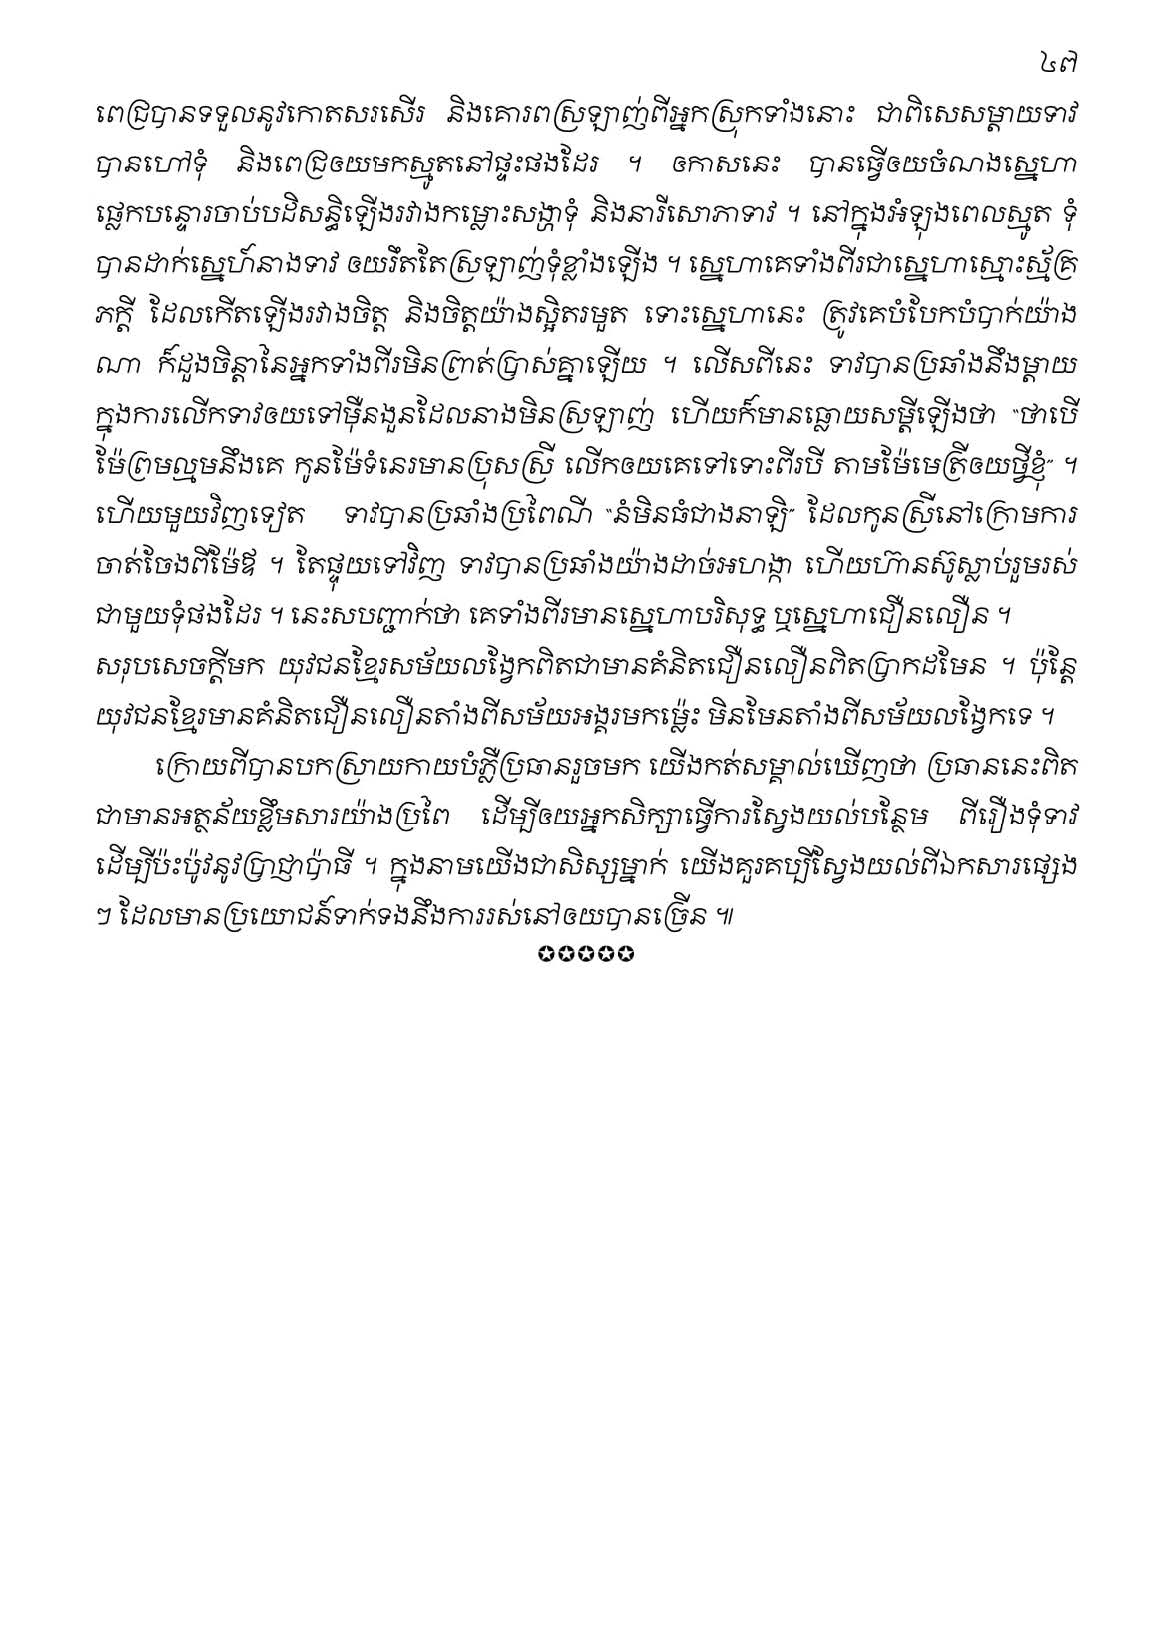 ៤៧
ពេជ្របានទទួលនូវកោតសរសើរ និងគោរពស្រឡាញ់ពីអ្នកស្រុកទាំងនោះ ជាពិសេសម្ដាយទាវ
បានហៅទុំ និងពេជ្រឲយមកស្មូតនៅផ្ទះផងដែរ ។ ឲកាសនេះ បានធ្វើឲយចំណងស្នេហា
ផ្លេកបន្ទោរចាប់បដិសន្ធិឡើងរវាងកម្លោះសង្ហាទុំ និងនារីសោភាទាវ ។ នៅក្នុងអំឡុងពេលស្មូត ទុំ
បានដាក់ស្នេហ៍នាងទាវ ឲយរឹតតែស្រឡាញ់ទុំខ្លាំងឡើង ។ ស្នេហាគេទាំងពីរជាស្នេហាស្មោះស្ម័គ្រ
ភក្ដី ដែលកើតឡើងរវាងចិត្ត និងចិត្តយ៉ាងស្អិតរមួត ទោះស្នេហានេះ ត្រូវគេបំបែកបំបាក់យ៉ាង
ណា ក៏ដួងចិន្ដានៃអ្នកទាំងពីរមិនព្រាត់ប្រាស់គ្នាឡើយ ។ លើសពីនេះ ទាវបានប្រឆាំងនឹងម្ដាយ
ក្នុងការលើកទាវឲយទៅម៉ឺនងួនដែលនាងមិនស្រឡាញ់ ហើយក៏មានធ្លោយសម្ដីឡើងថា “ថាបើ
ម៉ែព្រមល្មមនឹងគេ កូនម៉ែទំនេរមានប្រុសស្រី លើកឲយគេទៅទោះពីរបី តាមម៉ែមេត្រីឲយថ្វីខ្ញុំ” ។
ហើយមួយវិញទៀត ទាវបានប្រឆាំងប្រពៃណី “នំមិនធំជាងនាឡិ” ដែលកូនស្រីនៅក្រោមការ
ចាត់ចែងពីម៉ែឪ ។ តែផ្ទុយទៅវិញ ទាវបានប្រឆាំងយ៉ាងដាច់អហង្កា ហើយហ៊ានស៊ូស្លាប់រួមរស់
ជាមួយទុំផងដែរ ។ នេះសបញ្ជាក់ថា គេទាំងពីរមានស្នេហាបរិសុទ្ធ ឬស្នេហាជឿនលឿន ។
សរុបសេចក្ដីមក យុវជនខ្មែរសម័យលង្វែកពិតជាមានគំនិតជឿនលឿនពិតប្រាកដមែន ។ ប៉ុន្តែ
យុវជនខ្មែរមានគំនិតជឿនលឿនតាំងពីសម័យអង្គរមកម្ល៉េះ មិនមែនតាំងពីសម័យលង្វែកទេ ។
ក្រោយពីបានបកស្រាយកាយបំភ្លឺប្រធានរួចមក យើងកត់សម្គាល់ឃើញថា ប្រធាននេះពិត
ជាមានអត្ថន័យខ្លឹមសារយ៉ាងប្រពៃ ដើម្បីឲយអ្នកសិក្សាធ្វើការស្វែងយល់បន្ថែម ពីរឿងទុំទាវ
ដើម្បីប៉ះប៉ូវនូវប្រាជ្ញាប៉ាធី ។ ក្នុងនាមយើងជាសិស្សម្នាក់ យើងគួរគប្បីស្វែងយល់ពីឯកសារផ្សេង
ៗ ដែលមានប្រយោជន៍ទាក់ទងនឹងការរស់នៅឲយបានច្រើន ៕
✪✪✪✪✪